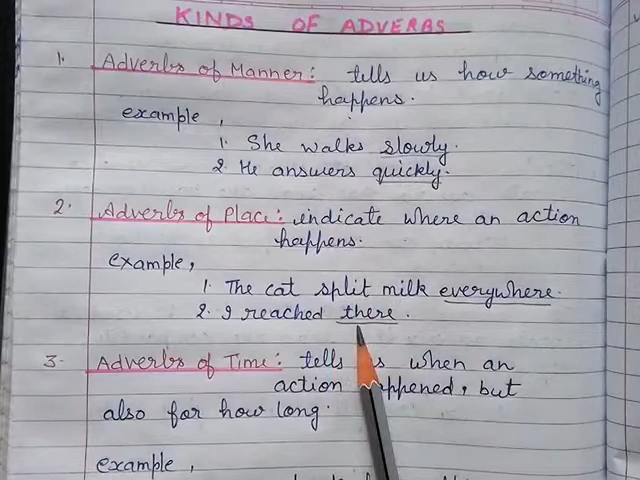 KINDS OF ADVERBS
1. Adverbs of Manner: tells us how something
happens.
example,
1. She walks slowly.
2. He answers quickly.
2. Adverbs of Place: indicate where an action
happens.
example,
1. The cat split milk everywhere.
2. I reached there.
3. Adverbs of Time: tells us when an
action happened, but
also for how long.
example,